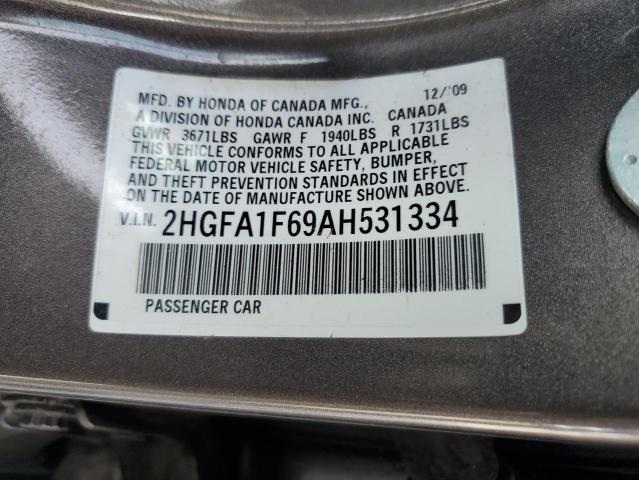 MFD. BY HONDA OF CANADA MFG., 12/'09
A DIVISION OF HONDA CANADA INC. CANADA
GVWR 3671LBS GAWR F 1940LBS R 1731LBS
THIS VEHICLE CONFORMS TO ALL APPLICABLE
FEDERAL MOTOR VEHICLE SAFETY, BUMPER,
AND THEFT PREVENTION STANDARDS IN EFFECT
ON THE DATE OF MANUFACTURE SHOWN ABOVE.
V.I.N. 2HGFA1F69AH531334
PASSENGER CAR